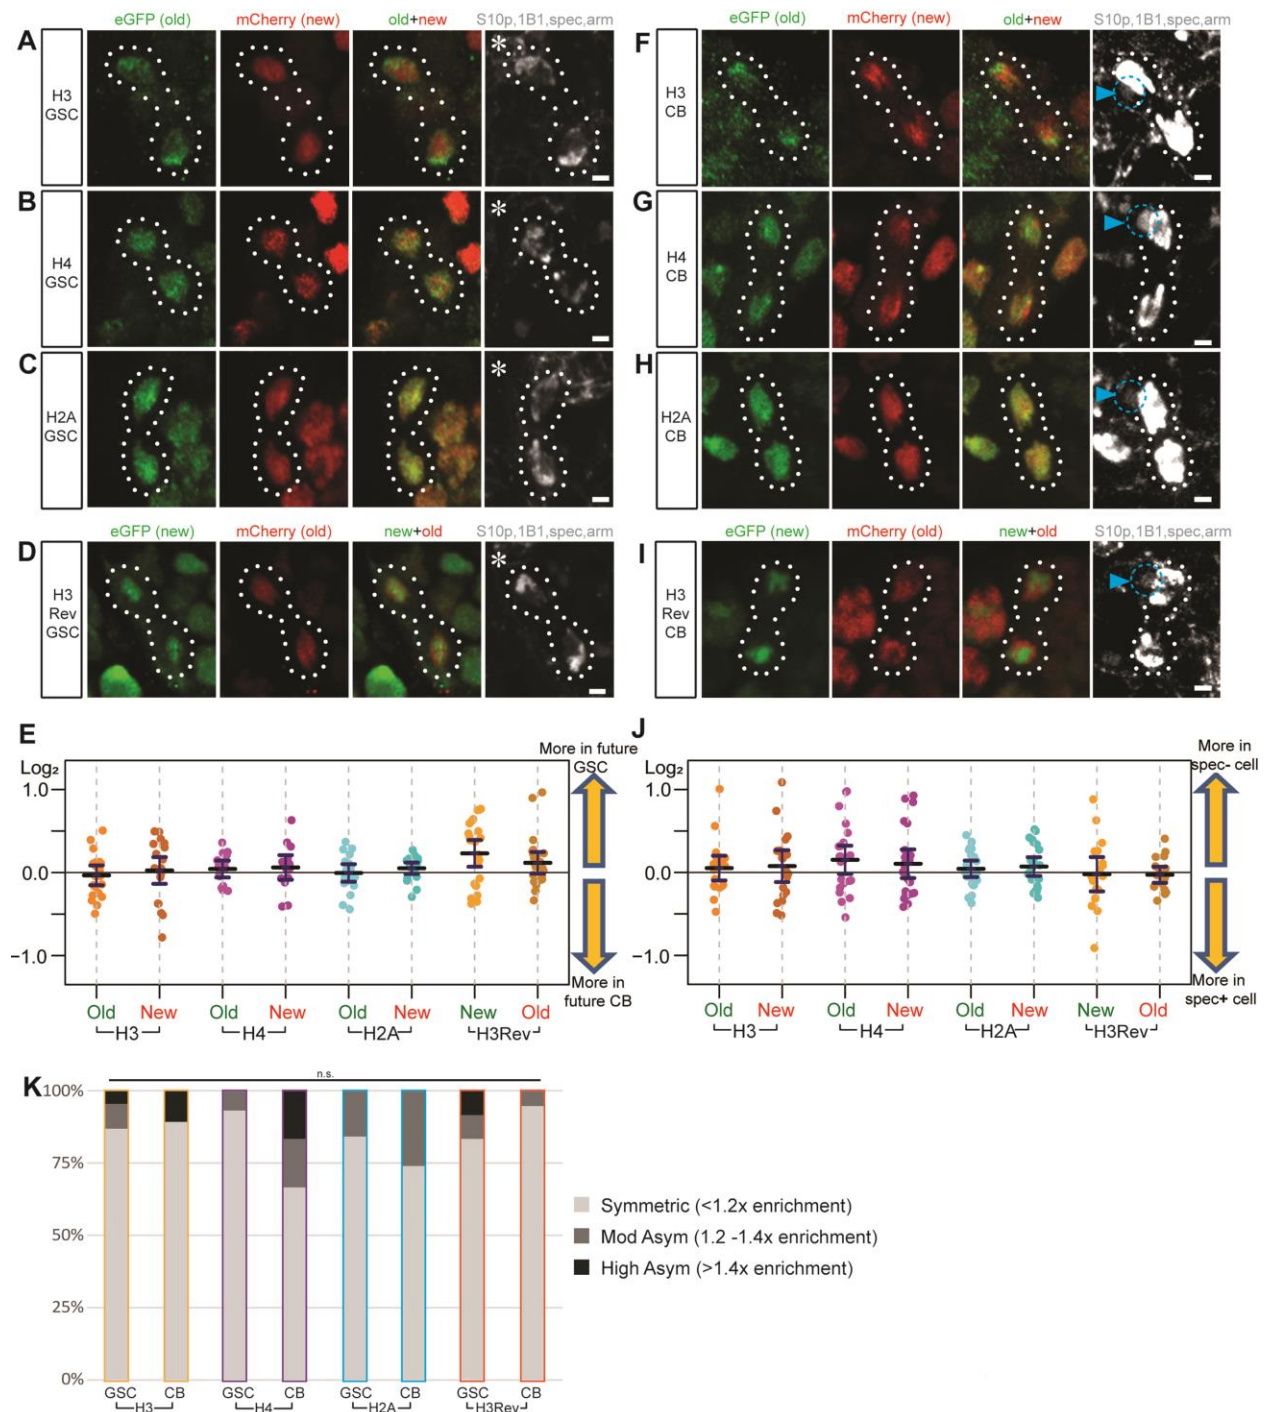 eGFP (old) mCherry (new) old+new S10p,1B1,spec,arm
A
H3
GSC
*
B
H4
GSC
*
C
H2A
GSC
*
eGFP (new) mCherry (old) new+old S10p,1B1,spec,arm
D
H3
Rev
GSC
*
eGFP (old) mCherry (new) old+new S10p,1B1,spec,arm
F
H3
CB
G
H4
CB
H
H2A
CB
eGFP (new) mCherry (old) new+old S10p,1B1,spec,arm
I
H3
Rev
CB
E
More in future
GSC
Log₂
1.0
0.0
−1.0
More in
future CB
Old New Old New Old New New Old
H3 H4 H2A H3Rev
J
More in
spec- cell
Log₂
1.0
0.0
−1.0
More in
spec+ cell
Old New Old New Old New New Old
H3 H4 H2A H3Rev
K
n.s.
100%
75%
50%
25%
0%
GSC CB GSC CB GSC CB GSC CB
H3 H4 H2A H3Rev
Symmetric (<1.2x enrichment)
Mod Asym (1.2 -1.4x enrichment)
High Asym (>1.4x enrichment)